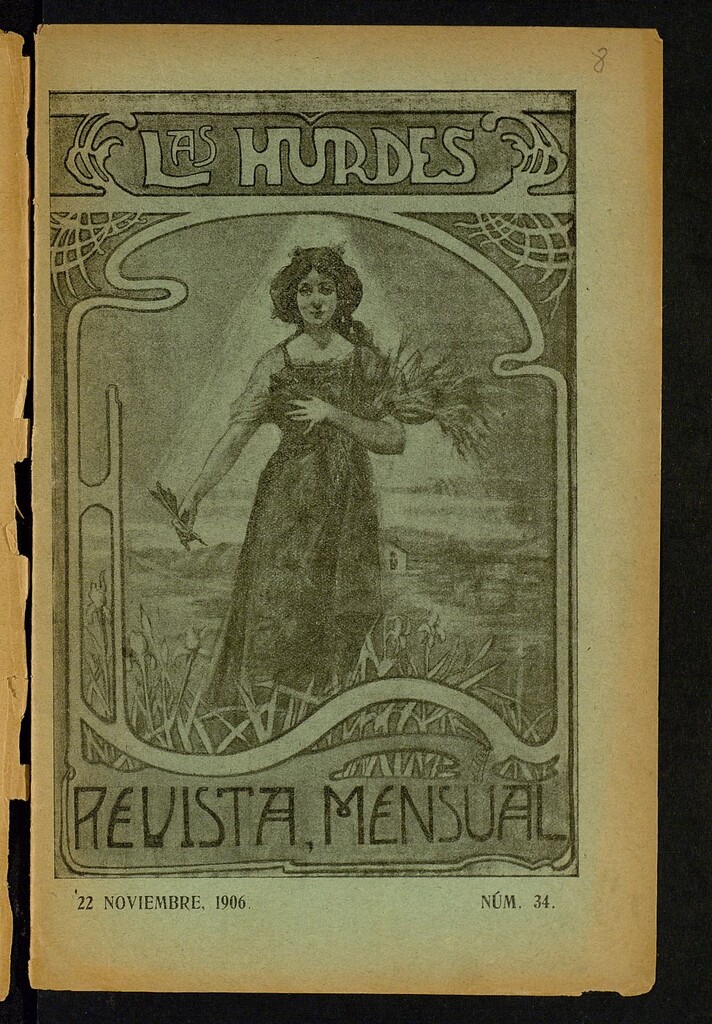 8
LAS HURDES
REVISTA, MENSUAL
22 NOVIEMBRE, 1906.
NÚM. 34.